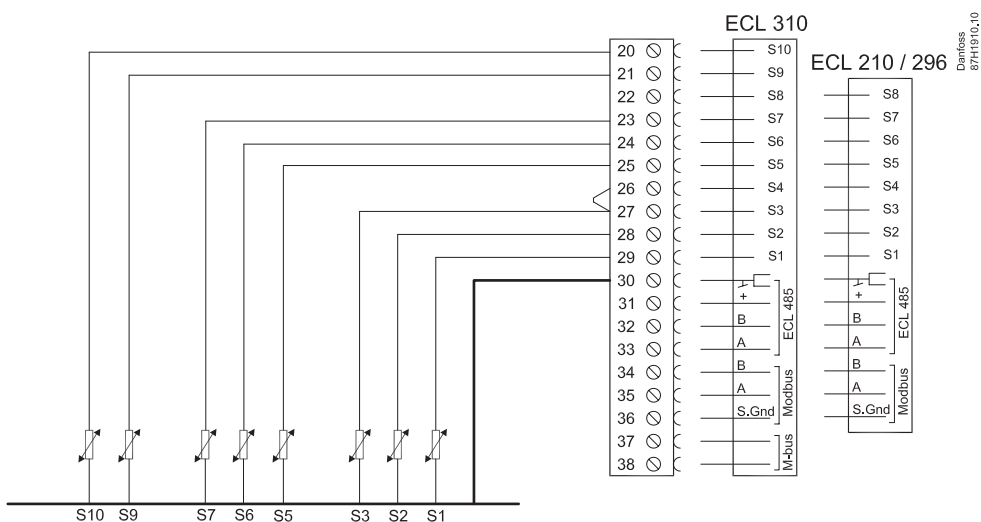 ECL 310
ECL 210 / 296
Danfoss
87H1910.10
20 S10
21 S9
22 S8 S8
23 S7 S7
24 S6 S6
25 S5 S5
26 S4 S4
27 S3 S3
28 S2 S2
29 S1 S1
30
31 + +
32 B B
33 A A
ECL 485 ECL 485
34 B B
35 A A
36 S.Gnd S.Gnd
Modbus Modbus
37
38
M-bus
S10 S9 S7 S6 S5 S3 S2 S1